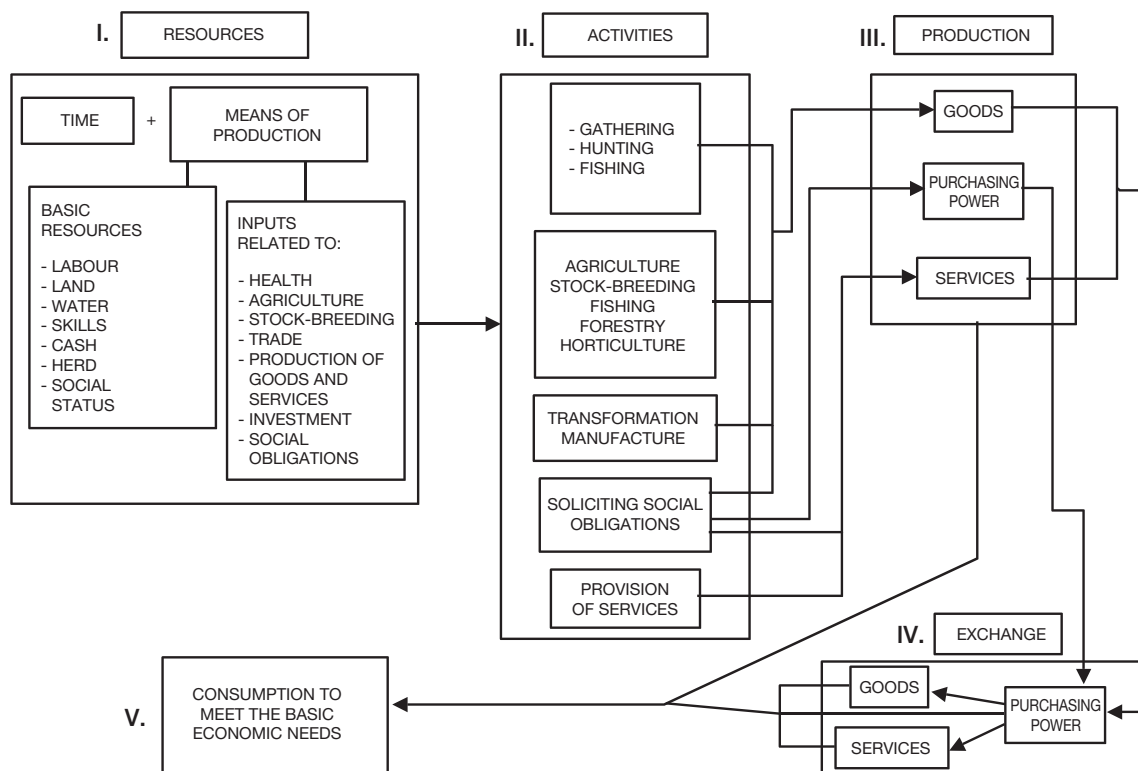 I. RESOURCES
TIME + MEANS OF
PRODUCTION
BASIC
RESOURCES
- LABOUR
- LAND
- WATER
- SKILLS
- CASH
- HERD
- SOCIAL
STATUS
INPUTS
RELATED TO:
- HEALTH
- AGRICULTURE
- STOCK-BREEDING
- TRADE
- PRODUCTION OF
GOODS AND
SERVICES
- INVESTMENT
- SOCIAL
OBLIGATIONS
II. ACTIVITIES
- GATHERING
- HUNTING
- FISHING
AGRICULTURE
STOCK-BREEDING
FISHING
FORESTRY
HORTICULTURE
TRANSFORMATION
MANUFACTURE
SOLICITING SOCIAL
OBLIGATIONS
PROVISION
OF SERVICES
III. PRODUCTION
GOODS
PURCHASING
POWER
SERVICES
IV. EXCHANGE
GOODS
PURCHASING
POWER
SERVICES
V. CONSUMPTION TO
MEET THE BASIC
ECONOMIC NEEDS